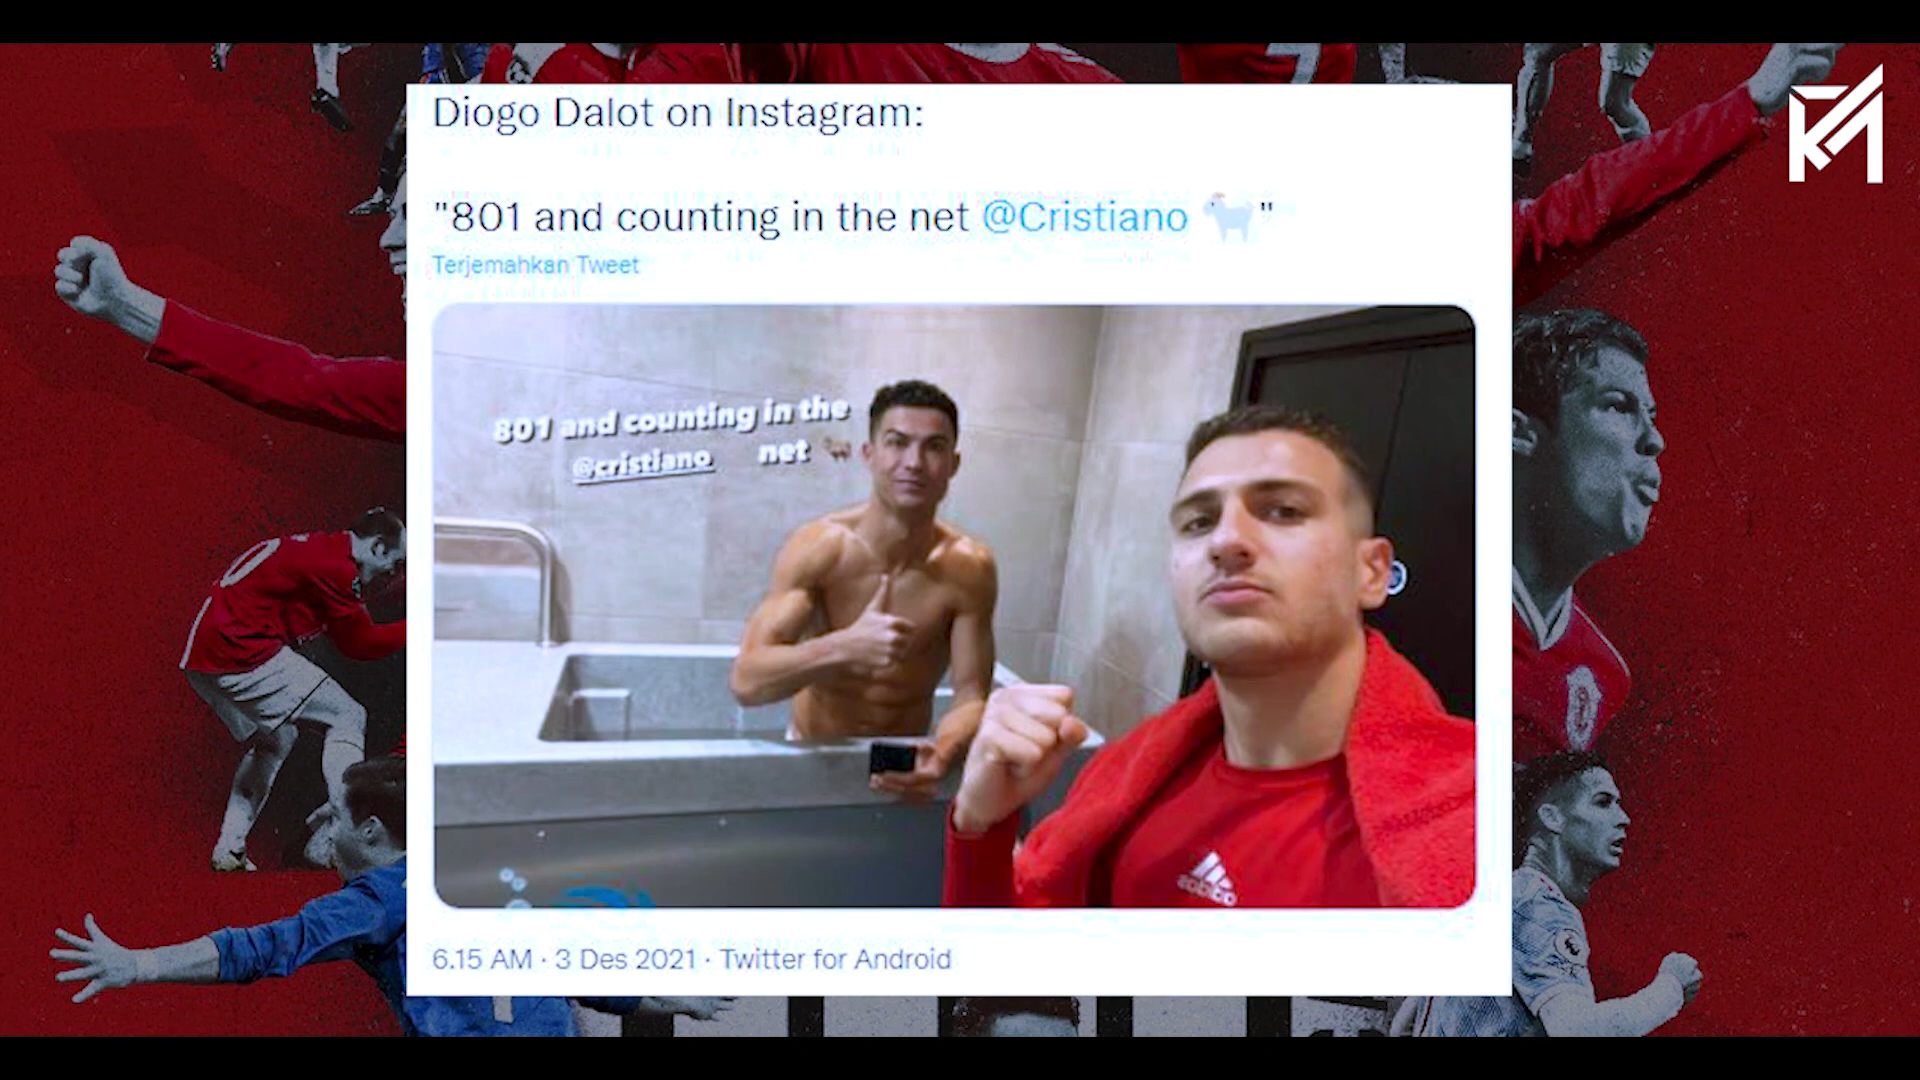 Diogo Dalot on Instagram:
"801 and counting in the net @Cristiano 🐐"
Terjemahkan Tweet
801 and counting in the
@cristiano net 🐐
adidas
6.15 AM · 3 Des 2021 · Twitter for Android